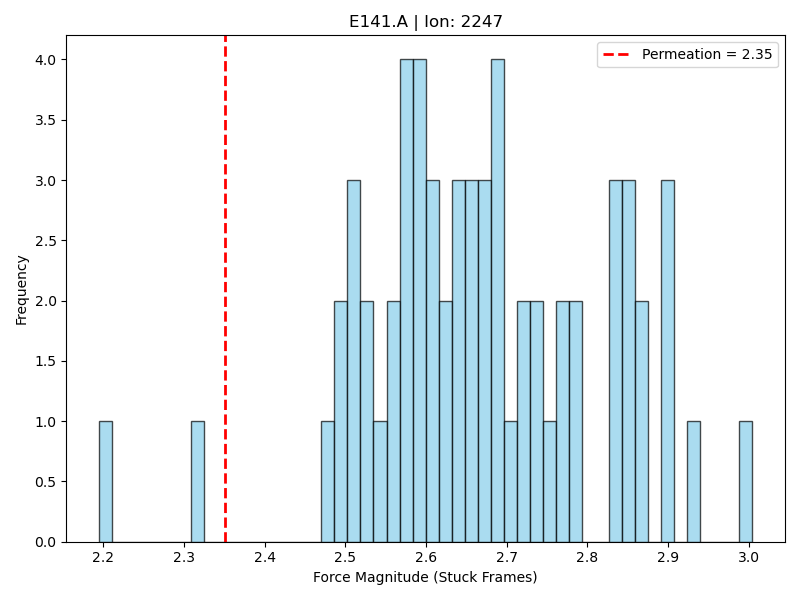 E141.A | Ion: 2247
Permeation = 2.35
4.0
3.5
3.0
2.5
2.0
1.5
1.0
0.5
0.0
Frequency
2.2 2.3 2.4 2.5 2.6 2.7 2.8 2.9 3.0
Force Magnitude (Stuck Frames)